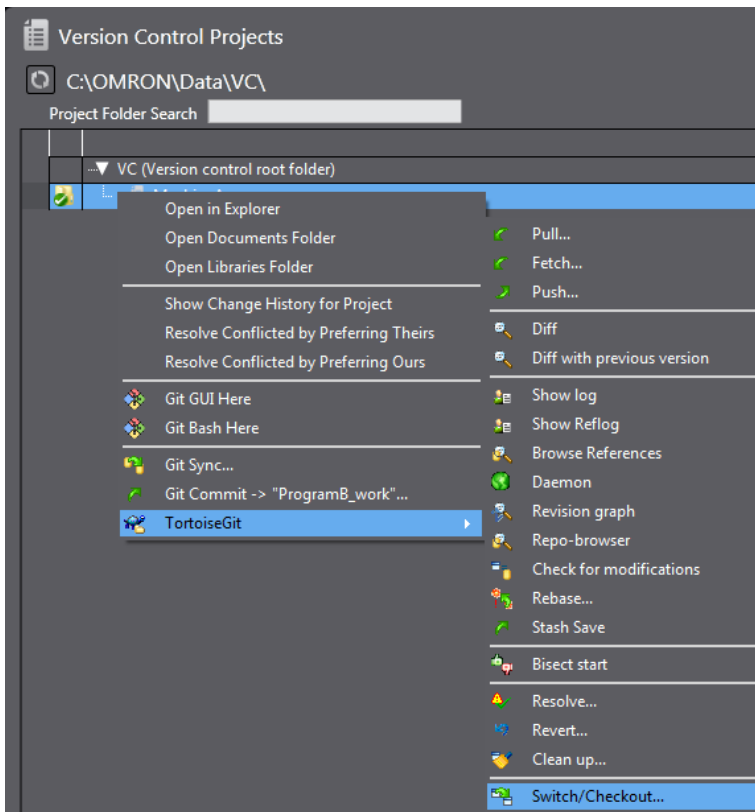 Version Control Projects
C:\OMRON\Data\VC\
Project Folder Search
VC (Version control root folder)
Open in Explorer
Open Documents Folder
Open Libraries Folder
Show Change History for Project
Resolve Conflicted by Preferring Theirs
Resolve Conflicted by Preferring Ours
Git GUI Here
Git Bash Here
Git Sync...
Git Commit -> "ProgramB_work"...
TortoiseGit
Pull...
Fetch...
Push...
Diff
Diff with previous version
Show log
Show Reflog
Browse References
Daemon
Revision graph
Repo-browser
Check for modifications
Rebase...
Stash Save
Bisect start
Resolve...
Revert...
Clean up...
Switch/Checkout...